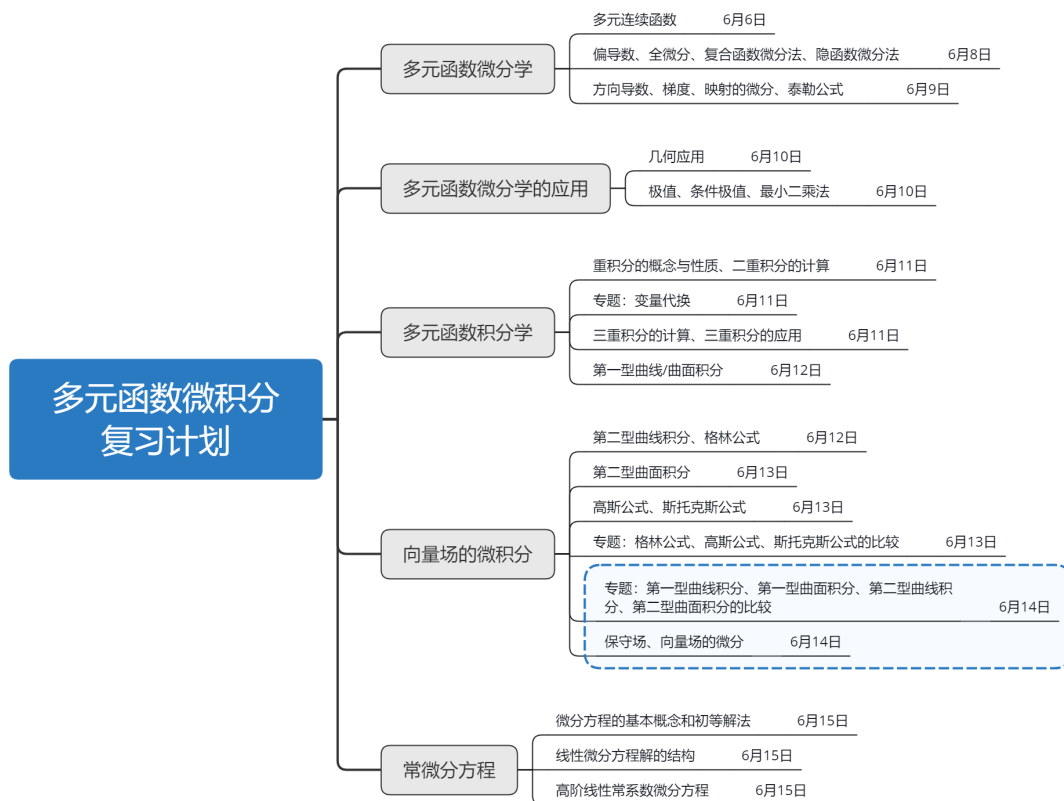 多元函数微积分
复习计划
多元函数微分学
多元连续函数 6月6日
偏导数、全微分、复合函数微分法、隐函数微分法 6月8日
方向导数、梯度、映射的微分、泰勒公式 6月9日
多元函数微分学的应用
几何应用 6月10日
极值、条件极值、最小二乘法 6月10日
多元函数积分学
重积分的概念与性质、二重积分的计算 6月11日
专题：变量代换 6月11日
三重积分的计算、三重积分的应用 6月11日
第一型曲线/曲面积分 6月12日
向量场的微积分
第二型曲线积分、格林公式 6月12日
第二型曲面积分 6月13日
高斯公式、斯托克斯公式 6月13日
专题：格林公式、高斯公式、斯托克斯公式的比较 6月13日
专题：第一型曲线积分、第一型曲面积分、第二型曲线积
分、第二型曲面积分的比较 6月14日
保守场、向量场的微分 6月14日
常微分方程
微分方程的基本概念和初等解法 6月15日
线性微分方程解的结构 6月15日
高阶线性常系数微分方程 6月15日